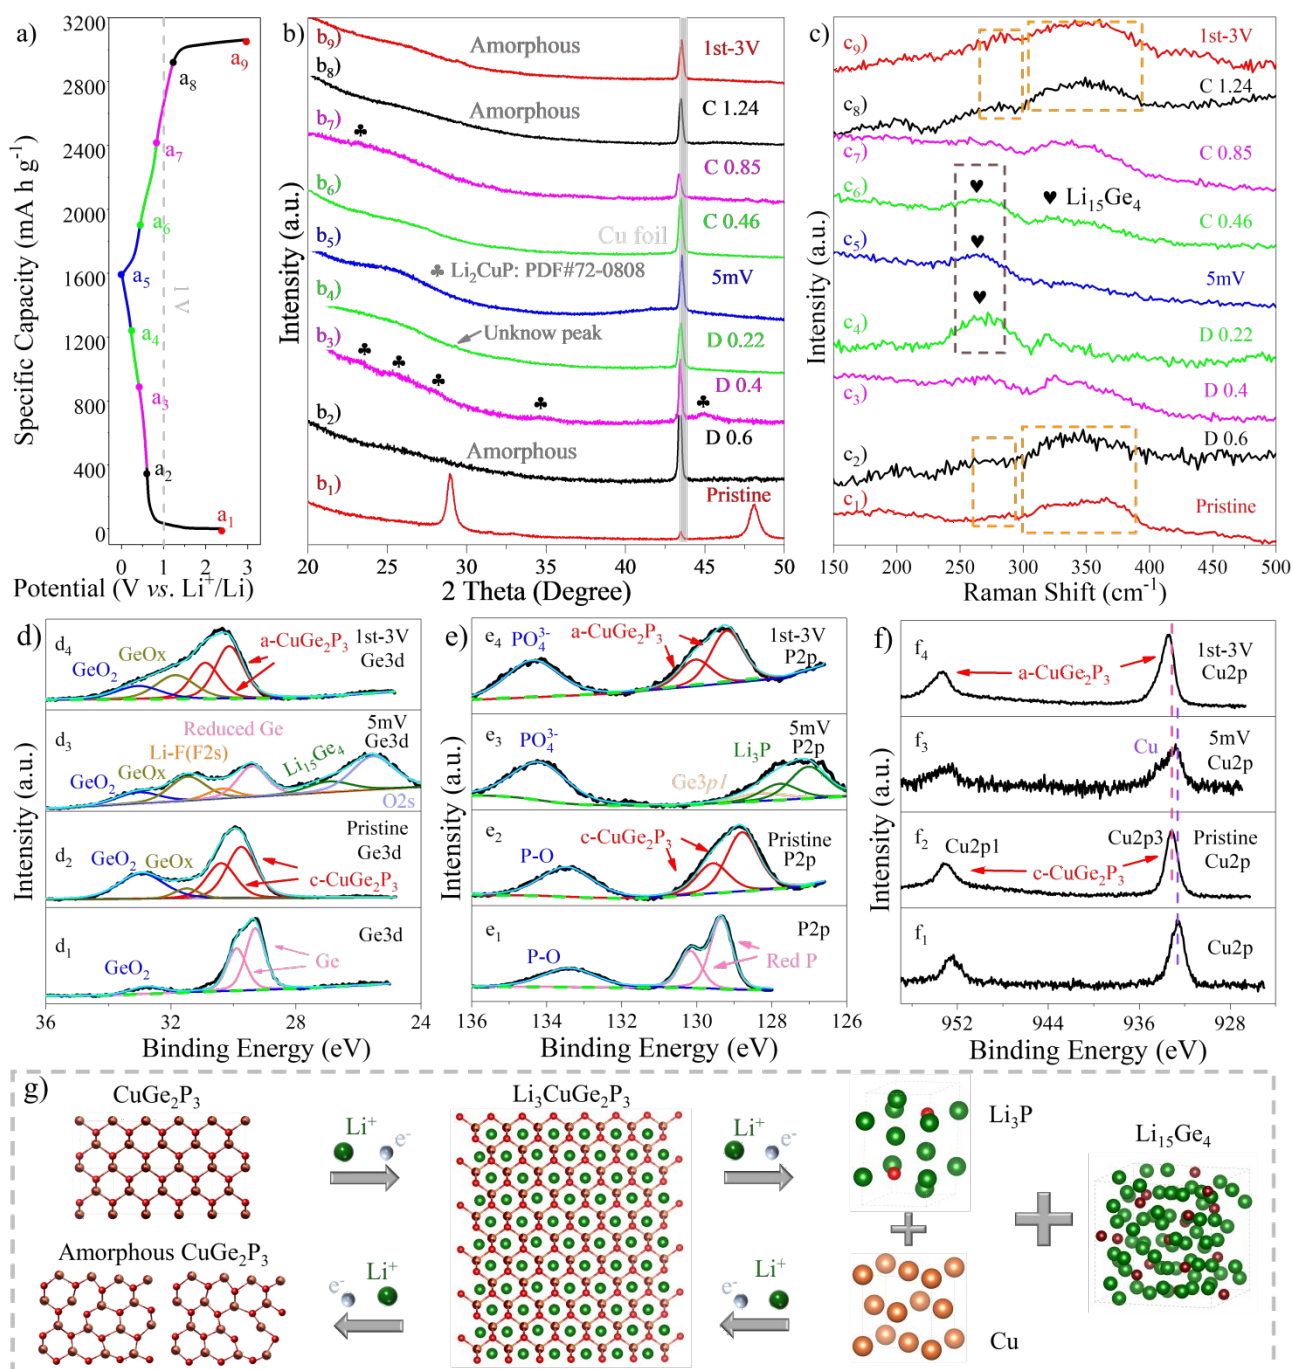 a)
Specific Capacity (mA h g⁻¹)
3200
2800
2400
2000
1600
1200
800
400
0
a₉
a₈
a₇
a₆
a₅
a₄
a₃
a₂
a₁
1V
0 1 2 3
Potential (V vs. Li⁺/Li)
b)
Intensity (a.u.)
b₉) Amorphous 1st-3V
b₈) Amorphous C 1.24
b₇) ♣ C 0.85
b₆) Cu foil C 0.46
b₅) ♣ Li₂CuP: PDF#72-0808 5mV
b₄) Unknow peak D 0.22
b₃) ♣ ♣ ♣ ♣ ♣ D 0.4
b₂) Amorphous D 0.6
b₁) Pristine
20 25 30 35 40 45 50
2 Theta (Degree)
c)
Intensity (a.u.)
c₉) 1st-3V
c₈) C 1.24
c₇) C 0.85
c₆) ♥ ♥ Li₁₅Ge₄ C 0.46
c₅) ♥ 5mV
c₄) ♥ D 0.22
c₃) D 0.4
c₂) D 0.6
c₁) Pristine
150 200 250 300 350 400 450 500
Raman Shift (cm⁻¹)
d)
Intensity (a.u.)
d₄ a-CuGe₂P₃ 1st-3V
Ge3d
GeOx
GeO₂
d₃ Reduced Ge 5mV
Ge3d
Li-F(F2s)
Li₁₅Ge₄
GeOx
GeO₂
O2s
d₂ Pristine
Ge3d
GeO₂ GeOx
c-CuGe₂P₃
d₁ Ge3d
GeO₂
Ge
36 32 28 24
Binding Energy (eV)
e)
Intensity (a.u.)
e₄ PO₄³⁻ a-CuGe₂P₃ 1st-3V
P2p
e₃ PO₄³⁻ 5mV
P2p
Li₃P
Ge3p1
e₂ P-O c-CuGe₂P₃ Pristine
P2p
e₁ P2p
P-O
Red P
136 134 132 130 128 126
Binding Energy (eV)
f)
Intensity (a.u.)
f₄ 1st-3V
Cu2p
a-CuGe₂P₃
f₃ Cu 5mV
Cu2p
f₂ Cu2p1 Cu2p3 Pristine
Cu2p
c-CuGe₂P₃
f₁ Cu2p
952 944 936 928
Binding Energy (eV)
g)
CuGe₂P₃
Li⁺ e⁻
Li₃CuGe₂P₃
Li⁺ e⁻
Li₃P
Li₁₅Ge₄
Amorphous CuGe₂P₃
e⁻ Li⁺
e⁻ Li⁺
Cu